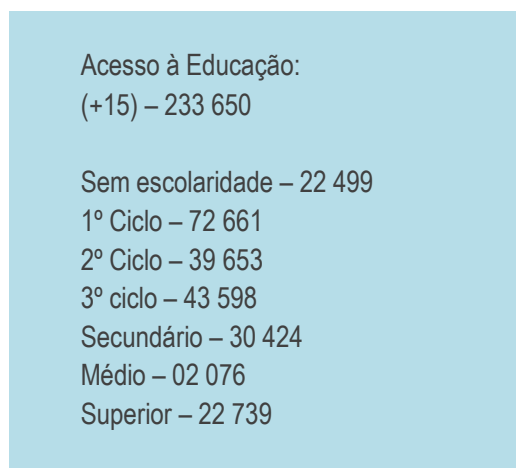 Acesso à Educação:
(+15) – 233 650
Sem escolaridade – 22 499
1º Ciclo – 72 661
2º Ciclo – 39 653
3º ciclo – 43 598
Secundário – 30 424
Médio – 02 076
Superior – 22 739